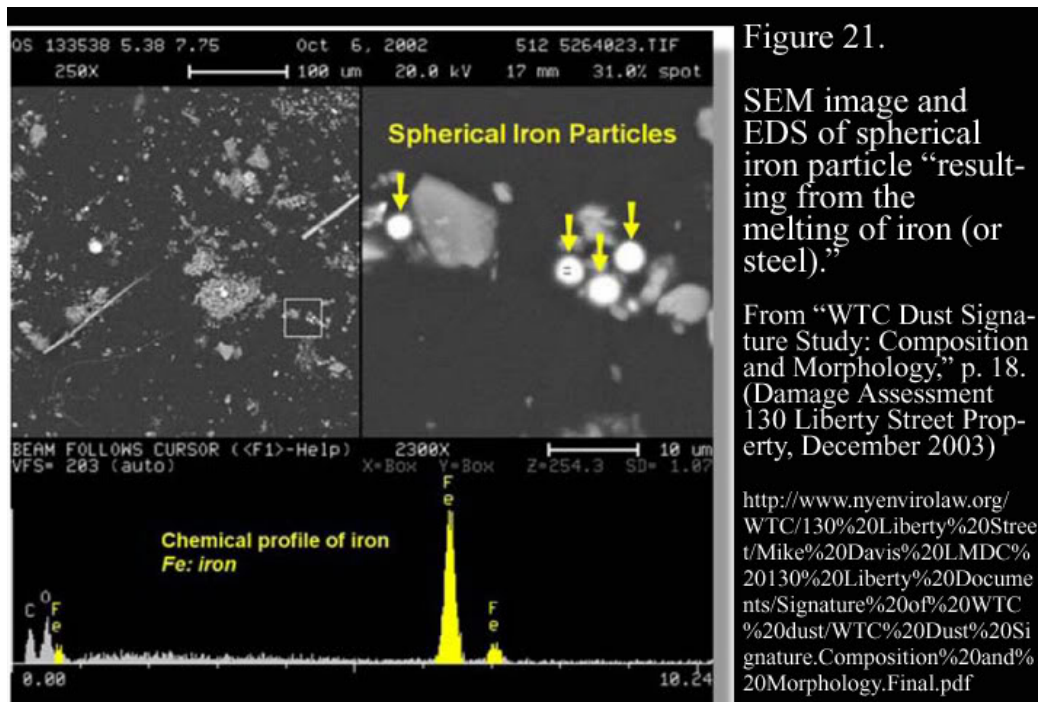 QS 133538 5.38 7.75 Oct 6, 2002 512 5264023.TIF
250X 100 um 20.0 kV 17 mm 31.0% spot
Spherical Iron Particles
BEAM FOLLOWS CURSOR (<F1>-Help) 2300X 10 um
VFS= 203 (auto) X=Box Y=Box Z=254.3 SD= 1.07
Fe
Chemical profile of iron
Fe: iron
C O Fe
Fe
0.00 10.24
Figure 21.
SEM image and
EDS of spherical
iron particle “result-
ing from the
melting of iron (or
steel).”
From “WTC Dust Signa-
ture Study: Composition
and Morphology,” p. 18.
(Damage Assessment
130 Liberty Street Prop-
erty, December 2003)
http://www.nyenvirolaw.org/
WTC/130%20Liberty%20Stree
t/Mike%20Davis%20LMDC%
20130%20Liberty%20Docume
nts/Signature%20of%20WTC
%20dust/WTC%20Dust%20Si
gnature.Composition%20and%
20Morphology.Final.pdf